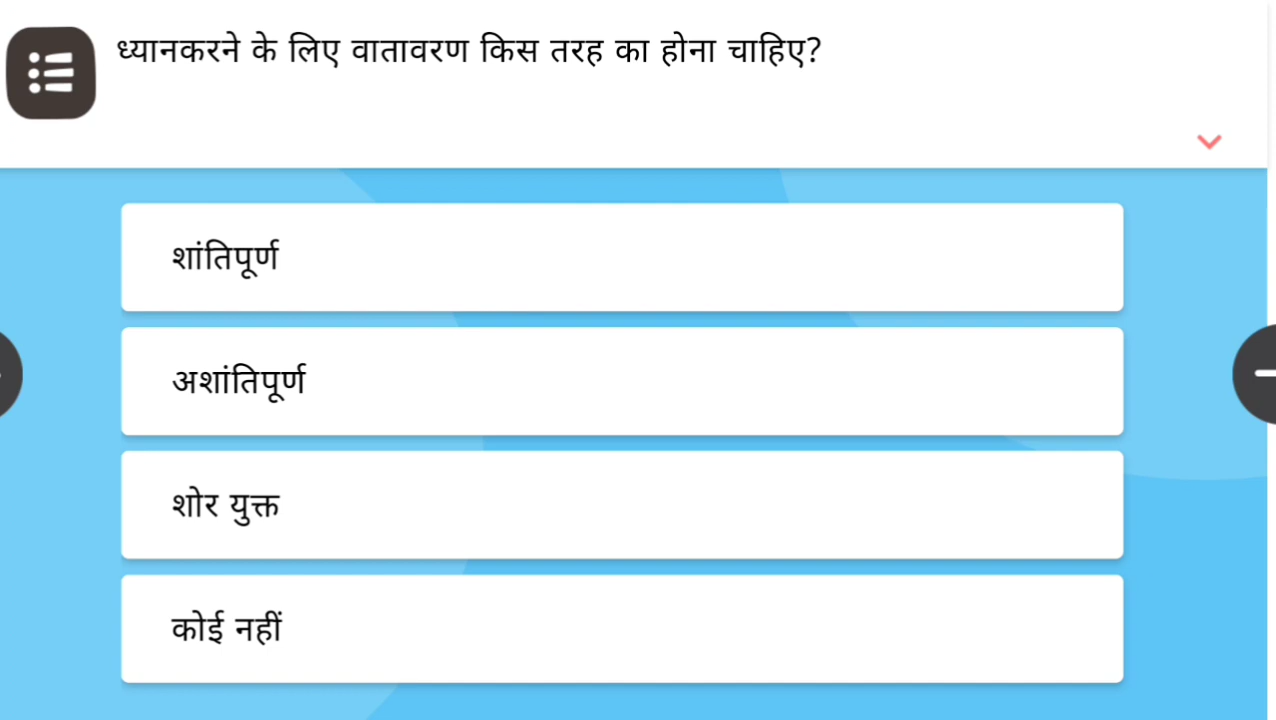 ध्यानकरने के लिए वातावरण किस तरह का होना चाहिए?
शांतिपूर्ण
अशांतिपूर्ण
शोर युक्त
कोई नहीं